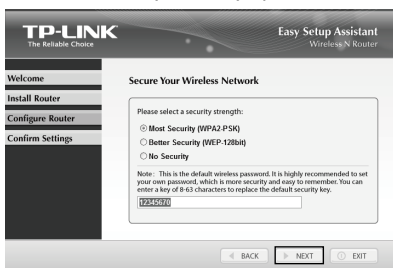 TP-LINK
The Reliable Choice
Easy Setup Assistant
Wireless N Router
Welcome
Install Router
Configure Router
Confirm Settings
Secure Your Wireless Network
Please select a security strength:
Most Security (WPA2-PSK)
Better Security (WEP-128bit)
No Security
Note: This is the default wireless password. It is highly recommended to set
your own password, which is more security and easy to remember. You can
enter a key of 8-63 characters to replace the default security key.
12345670
BACK
NEXT
EXIT